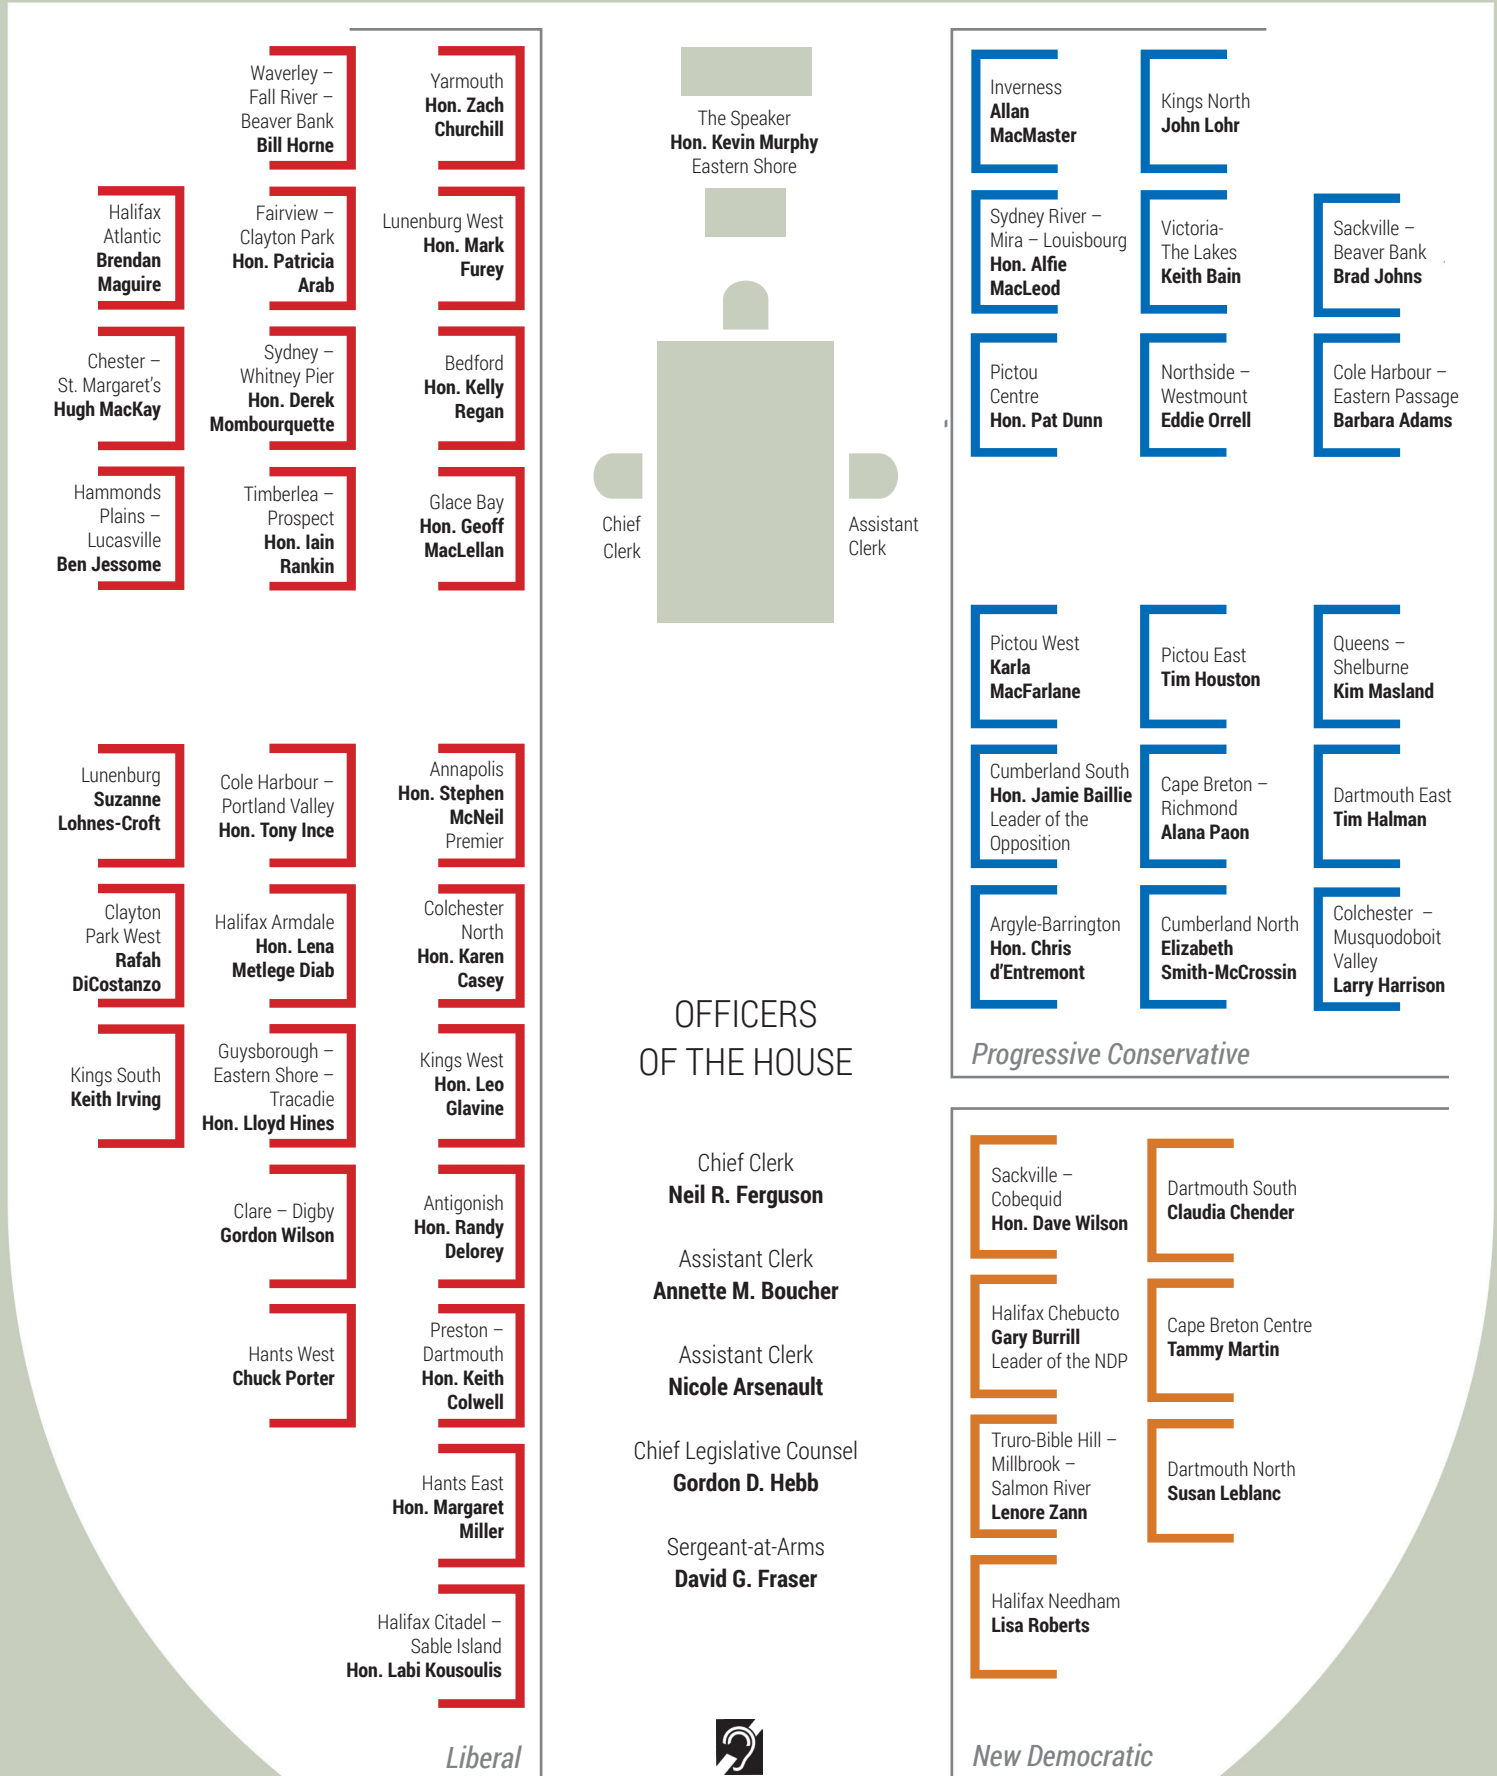 Waverley –
Fall River –
Beaver Bank
Bill Horne
Yarmouth
Hon. Zach
Churchill
Halifax
Atlantic
Brendan
Maguire
Fairview –
Clayton Park
Hon. Patricia
Arab
Lunenburg West
Hon. Mark
Furey
Chester –
St. Margaret's
Hugh MacKay
Sydney –
Whitney Pier
Hon. Derek
Mombourquette
Bedford
Hon. Kelly
Regan
Hammonds
Plains –
Lucasville
Ben Jessome
Timberlea –
Prospect
Hon. Iain
Rankin
Glace Bay
Hon. Geoff
MacLellan
Lunenburg
Suzanne
Lohnes-Croft
Cole Harbour –
Portland Valley
Hon. Tony Ince
Annapolis
Hon. Stephen
McNeil
Premier
Clayton
Park West
Rafah
DiCostanzo
Halifax Armdale
Hon. Lena
Metlege Diab
Colchester
North
Hon. Karen
Casey
Kings South
Keith Irving
Guysborough –
Eastern Shore –
Tracadie
Hon. Lloyd Hines
Kings West
Hon. Leo
Glavine
Clare – Digby
Gordon Wilson
Antigonish
Hon. Randy
Delorey
Hants West
Chuck Porter
Preston –
Dartmouth
Hon. Keith
Colwell
Hants East
Hon. Margaret
Miller
Halifax Citadel –
Sable Island
Hon. Labi Kousoulis
Liberal
The Speaker
Hon. Kevin Murphy
Eastern Shore
Chief
Clerk
Assistant
Clerk
OFFICERS
OF THE HOUSE
Chief Clerk
Neil R. Ferguson
Assistant Clerk
Annette M. Boucher
Assistant Clerk
Nicole Arsenault
Chief Legislative Counsel
Gordon D. Hebb
Sergeant-at-Arms
David G. Fraser
Inverness
Allan
MacMaster
Kings North
John Lohr
Sydney River –
Mira – Louisbourg
Hon. Alfie
MacLeod
Victoria-
The Lakes
Keith Bain
Sackville –
Beaver Bank
Brad Johns
Pictou
Centre
Hon. Pat Dunn
Northside –
Westmount
Eddie Orrell
Cole Harbour –
Eastern Passage
Barbara Adams
Pictou West
Karla
MacFarlane
Pictou East
Tim Houston
Queens –
Shelburne
Kim Masland
Cumberland South
Hon. Jamie Baillie
Leader of the
Opposition
Cape Breton –
Richmond
Alana Paon
Dartmouth East
Tim Halman
Argyle-Barrington
Hon. Chris
d'Entremont
Cumberland North
Elizabeth
Smith-McCrossin
Colchester –
Musquodoboit
Valley
Larry Harrison
Progressive Conservative
Sackville –
Cobequid
Hon. Dave Wilson
Dartmouth South
Claudia Chender
Halifax Chebucto
Gary Burrill
Leader of the NDP
Cape Breton Centre
Tammy Martin
Truro-Bible Hill –
Millbrook –
Salmon River
Lenore Zann
Dartmouth North
Susan Leblanc
Halifax Needham
Lisa Roberts
New Democratic